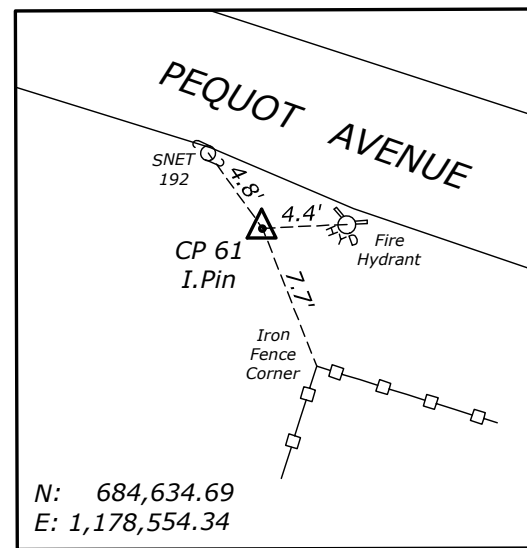 PEQUOT AVENUE
SNET
192
4.8'
4.4'
HYD
Fire
Hydrant
CP 61
I.Pin
7.7'
Iron
Fence
Corner
N: 684,634.69
E: 1,178,554.34